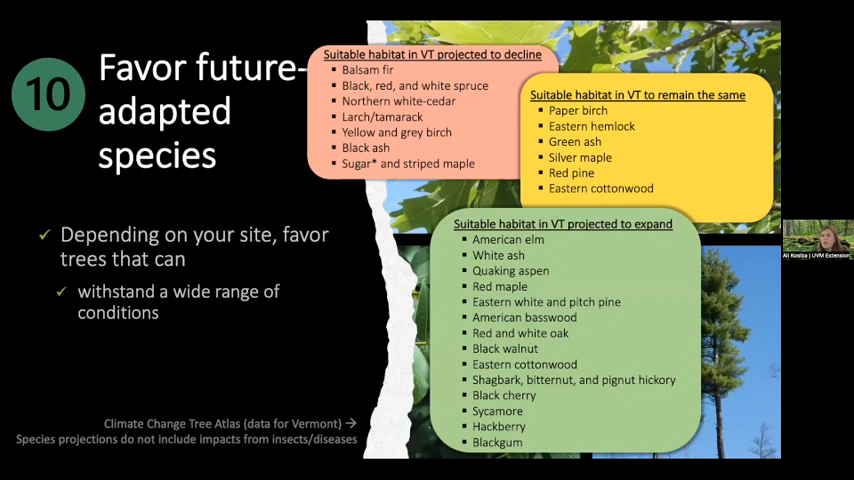 10
Favor future-
adapted
species
✓ Depending on your site, favor
trees that can
✓ withstand a wide range of
conditions
Climate Change Tree Atlas (data for Vermont) →
Species projections do not include impacts from insects/diseases
Suitable habitat in VT projected to decline
▪ Balsam fir
▪ Black, red, and white spruce
▪ Northern white-cedar
▪ Larch/tamarack
▪ Yellow and grey birch
▪ Black ash
▪ Sugar* and striped maple
Suitable habitat in VT to remain the same
▪ Paper birch
▪ Eastern hemlock
▪ Green ash
▪ Silver maple
▪ Red pine
▪ Eastern cottonwood
Suitable habitat in VT projected to expand
▪ American elm
▪ White ash
▪ Quaking aspen
▪ Red maple
▪ Eastern white and pitch pine
▪ American basswood
▪ Red and white oak
▪ Black walnut
▪ Eastern cottonwood
▪ Shagbark, bitternut, and pignut hickory
▪ Black cherry
▪ Sycamore
▪ Hackberry
▪ Blackgum
Ali Kosiba | UVM Extension